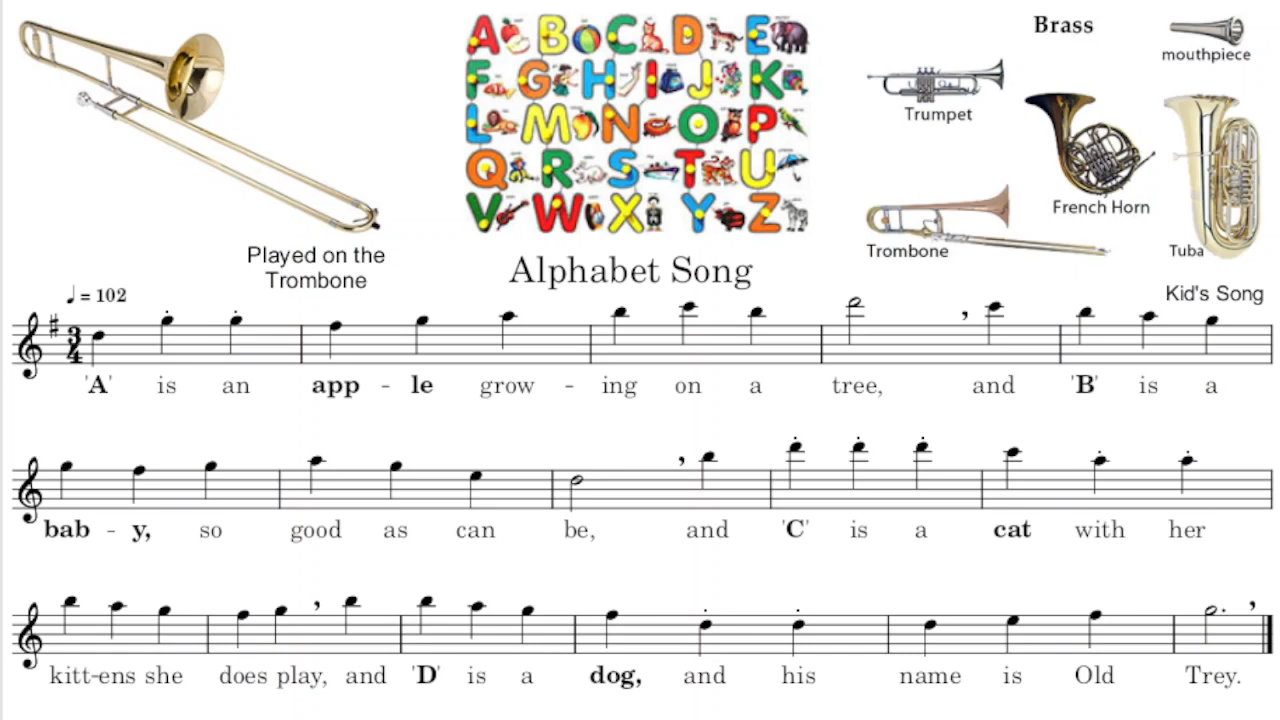 A B C D E
F G H I J K
L M N O P
Q R S T U
V W X Y Z
Brass
mouthpiece
Trumpet
French Horn
Trombone
Tuba
Played on the
Trombone
Alphabet Song
Kid's Song
♩ = 102
3
4
'A' is an app - le grow - ing on a tree, and 'B' is a
bab - y, so good as can be, and 'C' is a cat with her
kitt-ens she does play, and 'D' is a dog, and his name is Old Trey.